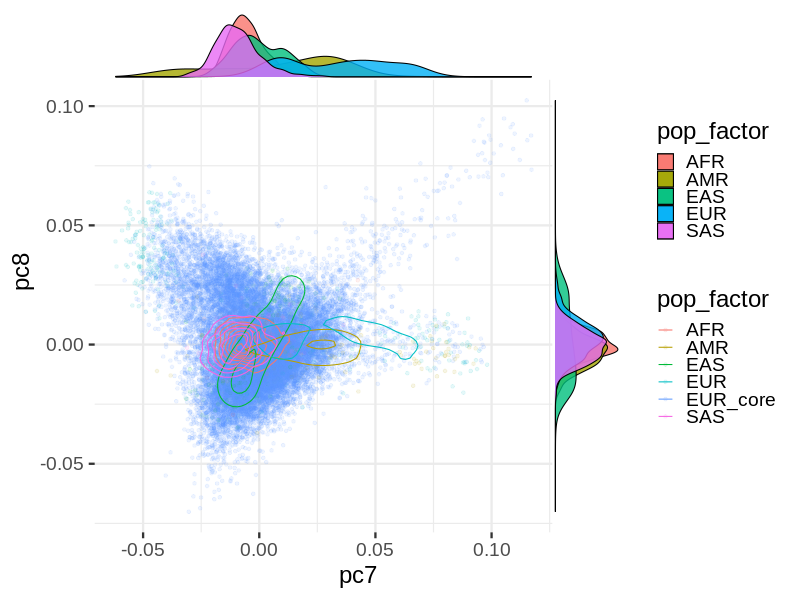 0.10
0.05
0.00
-0.05
pc8
-0.05
0.00
0.05
0.10
pc7
pop_factor
AFR
AMR
EAS
EUR
SAS
pop_factor
AFR
AMR
EAS
EUR
EUR_core
SAS